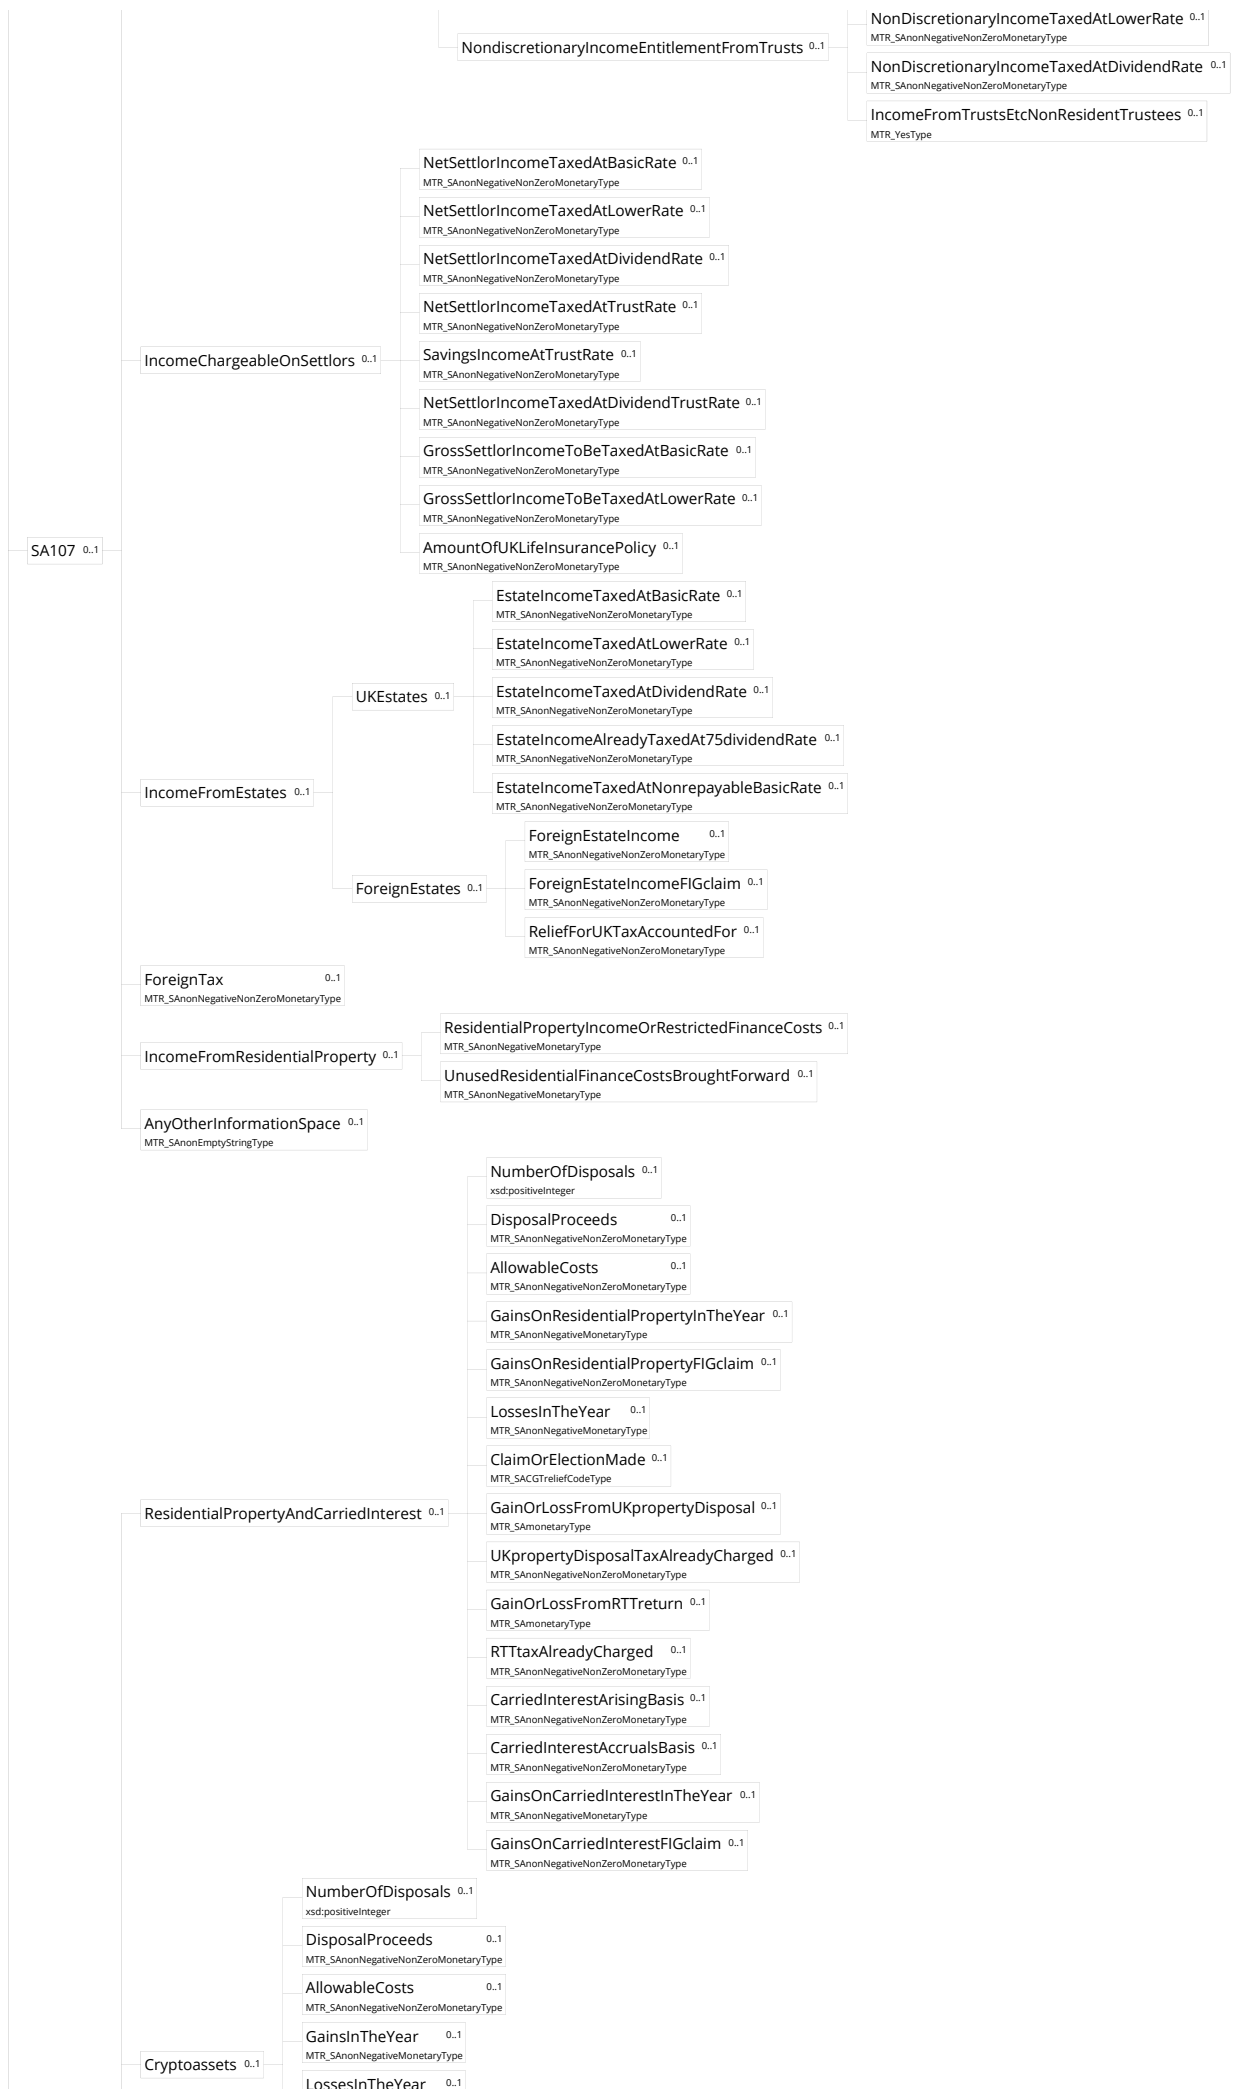 NonDiscretionaryIncomeTaxedAtLowerRate 0..1
MTR_SAnonNegativeNonZeroMonetaryType
NondiscretionaryIncomeEntitlementFromTrusts 0..1
NonDiscretionaryIncomeTaxedAtDividendRate 0..1
MTR_SAnonNegativeNonZeroMonetaryType
IncomeFromTrustsEtcNonResidentTrustees 0..1
MTR_YesType
NetSettlorIncomeTaxedAtBasicRate 0..1
MTR_SAnonNegativeNonZeroMonetaryType
NetSettlorIncomeTaxedAtLowerRate 0..1
MTR_SAnonNegativeNonZeroMonetaryType
NetSettlorIncomeTaxedAtDividendRate 0..1
MTR_SAnonNegativeNonZeroMonetaryType
NetSettlorIncomeTaxedAtTrustRate 0..1
MTR_SAnonNegativeNonZeroMonetaryType
IncomeChargeableOnSettlors 0..1
SavingsIncomeAtTrustRate 0..1
MTR_SAnonNegativeNonZeroMonetaryType
NetSettlorIncomeTaxedAtDividendTrustRate 0..1
MTR_SAnonNegativeNonZeroMonetaryType
GrossSettlorIncomeToBeTaxedAtBasicRate 0..1
MTR_SAnonNegativeNonZeroMonetaryType
GrossSettlorIncomeToBeTaxedAtLowerRate 0..1
MTR_SAnonNegativeNonZeroMonetaryType
SA107 0..1
AmountOfUKLifeInsurancePolicy 0..1
MTR_SAnonNegativeNonZeroMonetaryType
EstateIncomeTaxedAtBasicRate 0..1
MTR_SAnonNegativeNonZeroMonetaryType
EstateIncomeTaxedAtLowerRate 0..1
MTR_SAnonNegativeNonZeroMonetaryType
UKEstates 0..1
EstateIncomeTaxedAtDividendRate 0..1
MTR_SAnonNegativeNonZeroMonetaryType
EstateIncomeAlreadyTaxedAt75dividendRate 0..1
MTR_SAnonNegativeNonZeroMonetaryType
IncomeFromEstates 0..1
EstateIncomeTaxedAtNonrepayableBasicRate 0..1
MTR_SAnonNegativeNonZeroMonetaryType
ForeignEstateIncome 0..1
MTR_SAnonNegativeNonZeroMonetaryType
ForeignEstates 0..1
ForeignEstateIncomeFIGclaim 0..1
MTR_SAnonNegativeNonZeroMonetaryType
ReliefForUKTaxAccountedFor 0..1
MTR_SAnonNegativeNonZeroMonetaryType
ForeignTax 0..1
MTR_SAnonNegativeNonZeroMonetaryType
IncomeFromResidentialProperty 0..1
ResidentialPropertyIncomeOrRestrictedFinanceCosts 0..1
MTR_SAnonNegativeMonetaryType
UnusedResidentialFinanceCostsBroughtForward 0..1
MTR_SAnonNegativeMonetaryType
AnyOtherInformationSpace 0..1
MTR_SAnonEmptyStringType
NumberOfDisposals 0..1
xsd:positiveInteger
DisposalProceeds 0..1
MTR_SAnonNegativeNonZeroMonetaryType
AllowableCosts 0..1
MTR_SAnonNegativeNonZeroMonetaryType
GainsOnResidentialPropertyInTheYear 0..1
MTR_SAnonNegativeMonetaryType
GainsOnResidentialPropertyFIGclaim 0..1
MTR_SAnonNegativeNonZeroMonetaryType
LossesInTheYear 0..1
MTR_SAnonNegativeMonetaryType
ClaimOrElectionMade 0..1
MTR_SACGTreliefCodeType
ResidentialPropertyAndCarriedInterest 0..1
GainOrLossFromUKpropertyDisposal 0..1
MTR_SAmonetaryType
UKpropertyDisposalTaxAlreadyCharged 0..1
MTR_SAnonNegativeNonZeroMonetaryType
GainOrLossFromRTTreturn 0..1
MTR_SAmonetaryType
RTTtaxAlreadyCharged 0..1
MTR_SAnonNegativeNonZeroMonetaryType
CarriedInterestArisingBasis 0..1
MTR_SAnonNegativeNonZeroMonetaryType
CarriedInterestAccrualsBasis 0..1
MTR_SAnonNegativeNonZeroMonetaryType
GainsOnCarriedInterestInTheYear 0..1
MTR_SAnonNegativeMonetaryType
GainsOnCarriedInterestFIGclaim 0..1
MTR_SAnonNegativeNonZeroMonetaryType
NumberOfDisposals 0..1
xsd:positiveInteger
DisposalProceeds 0..1
MTR_SAnonNegativeNonZeroMonetaryType
AllowableCosts 0..1
MTR_SAnonNegativeNonZeroMonetaryType
GainsInTheYear 0..1
MTR_SAnonNegativeMonetaryType
Cryptoassets 0..1
LossesInTheYear 0..1